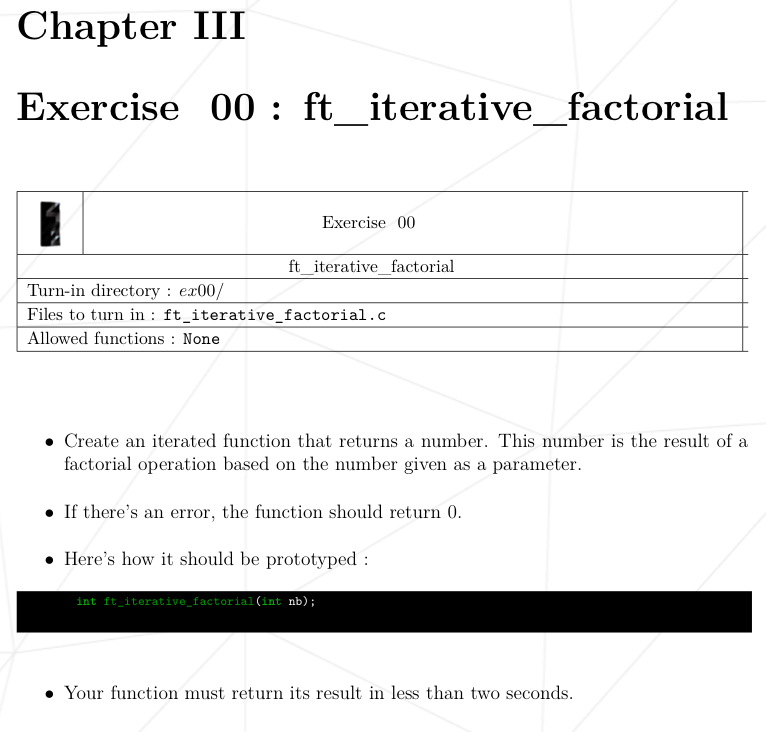 Chapter III
Exercise 00 : ft_iterative_factorial
Exercise 00
ft_iterative_factorial
Turn-in directory : ex00/
Files to turn in : ft_iterative_factorial.c
Allowed functions : None
• Create an iterated function that returns a number. This number is the result of a
factorial operation based on the number given as a parameter.
• If there's an error, the function should return 0.
• Here's how it should be prototyped :
int ft_iterative_factorial(int nb);
• Your function must return its result in less than two seconds.